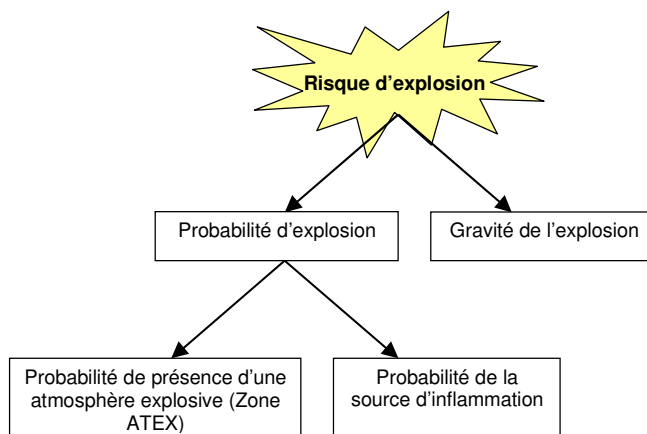 Risque d'explosion
Probabilité d'explosion
Gravité de l'explosion
Probabilité de présence d'une
atmosphère explosive (Zone
ATEX)
Probabilité de la
source d'inflammation